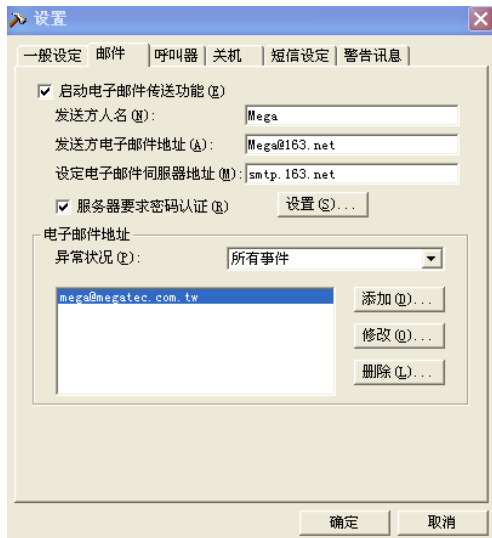 设置
一般设定 邮件 呼叫器 关机 短信设定 警告讯息
启动电子邮件传送功能(E)
发送方人名(N): Mega
发送方电子邮件地址(A): Mega@163.net
设定电子邮件伺服器地址(M): smtp.163.net
服务器要求密码认证(R) 设置(S)...
电子邮件地址
异常状况(P): 所有事件
mega@megatec.com.tw
添加(D)...
修改(O)...
删除(L)...
确定 取消